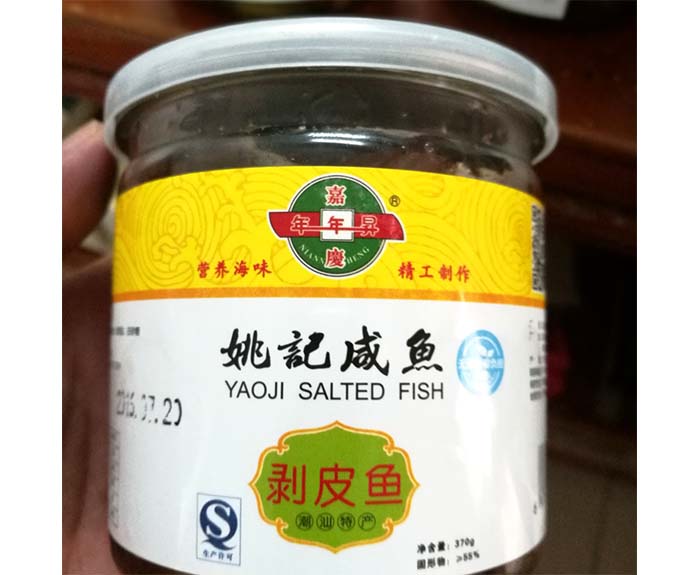 嘉
®
年年昇
NIANNIANSHENG
慶
营养海味 精工制作
姚記咸魚
YAOJI SALTED FISH
2016.07.20
剥皮鱼
潮汕特产
生产许可
净含量：370g
固形物：≥55%